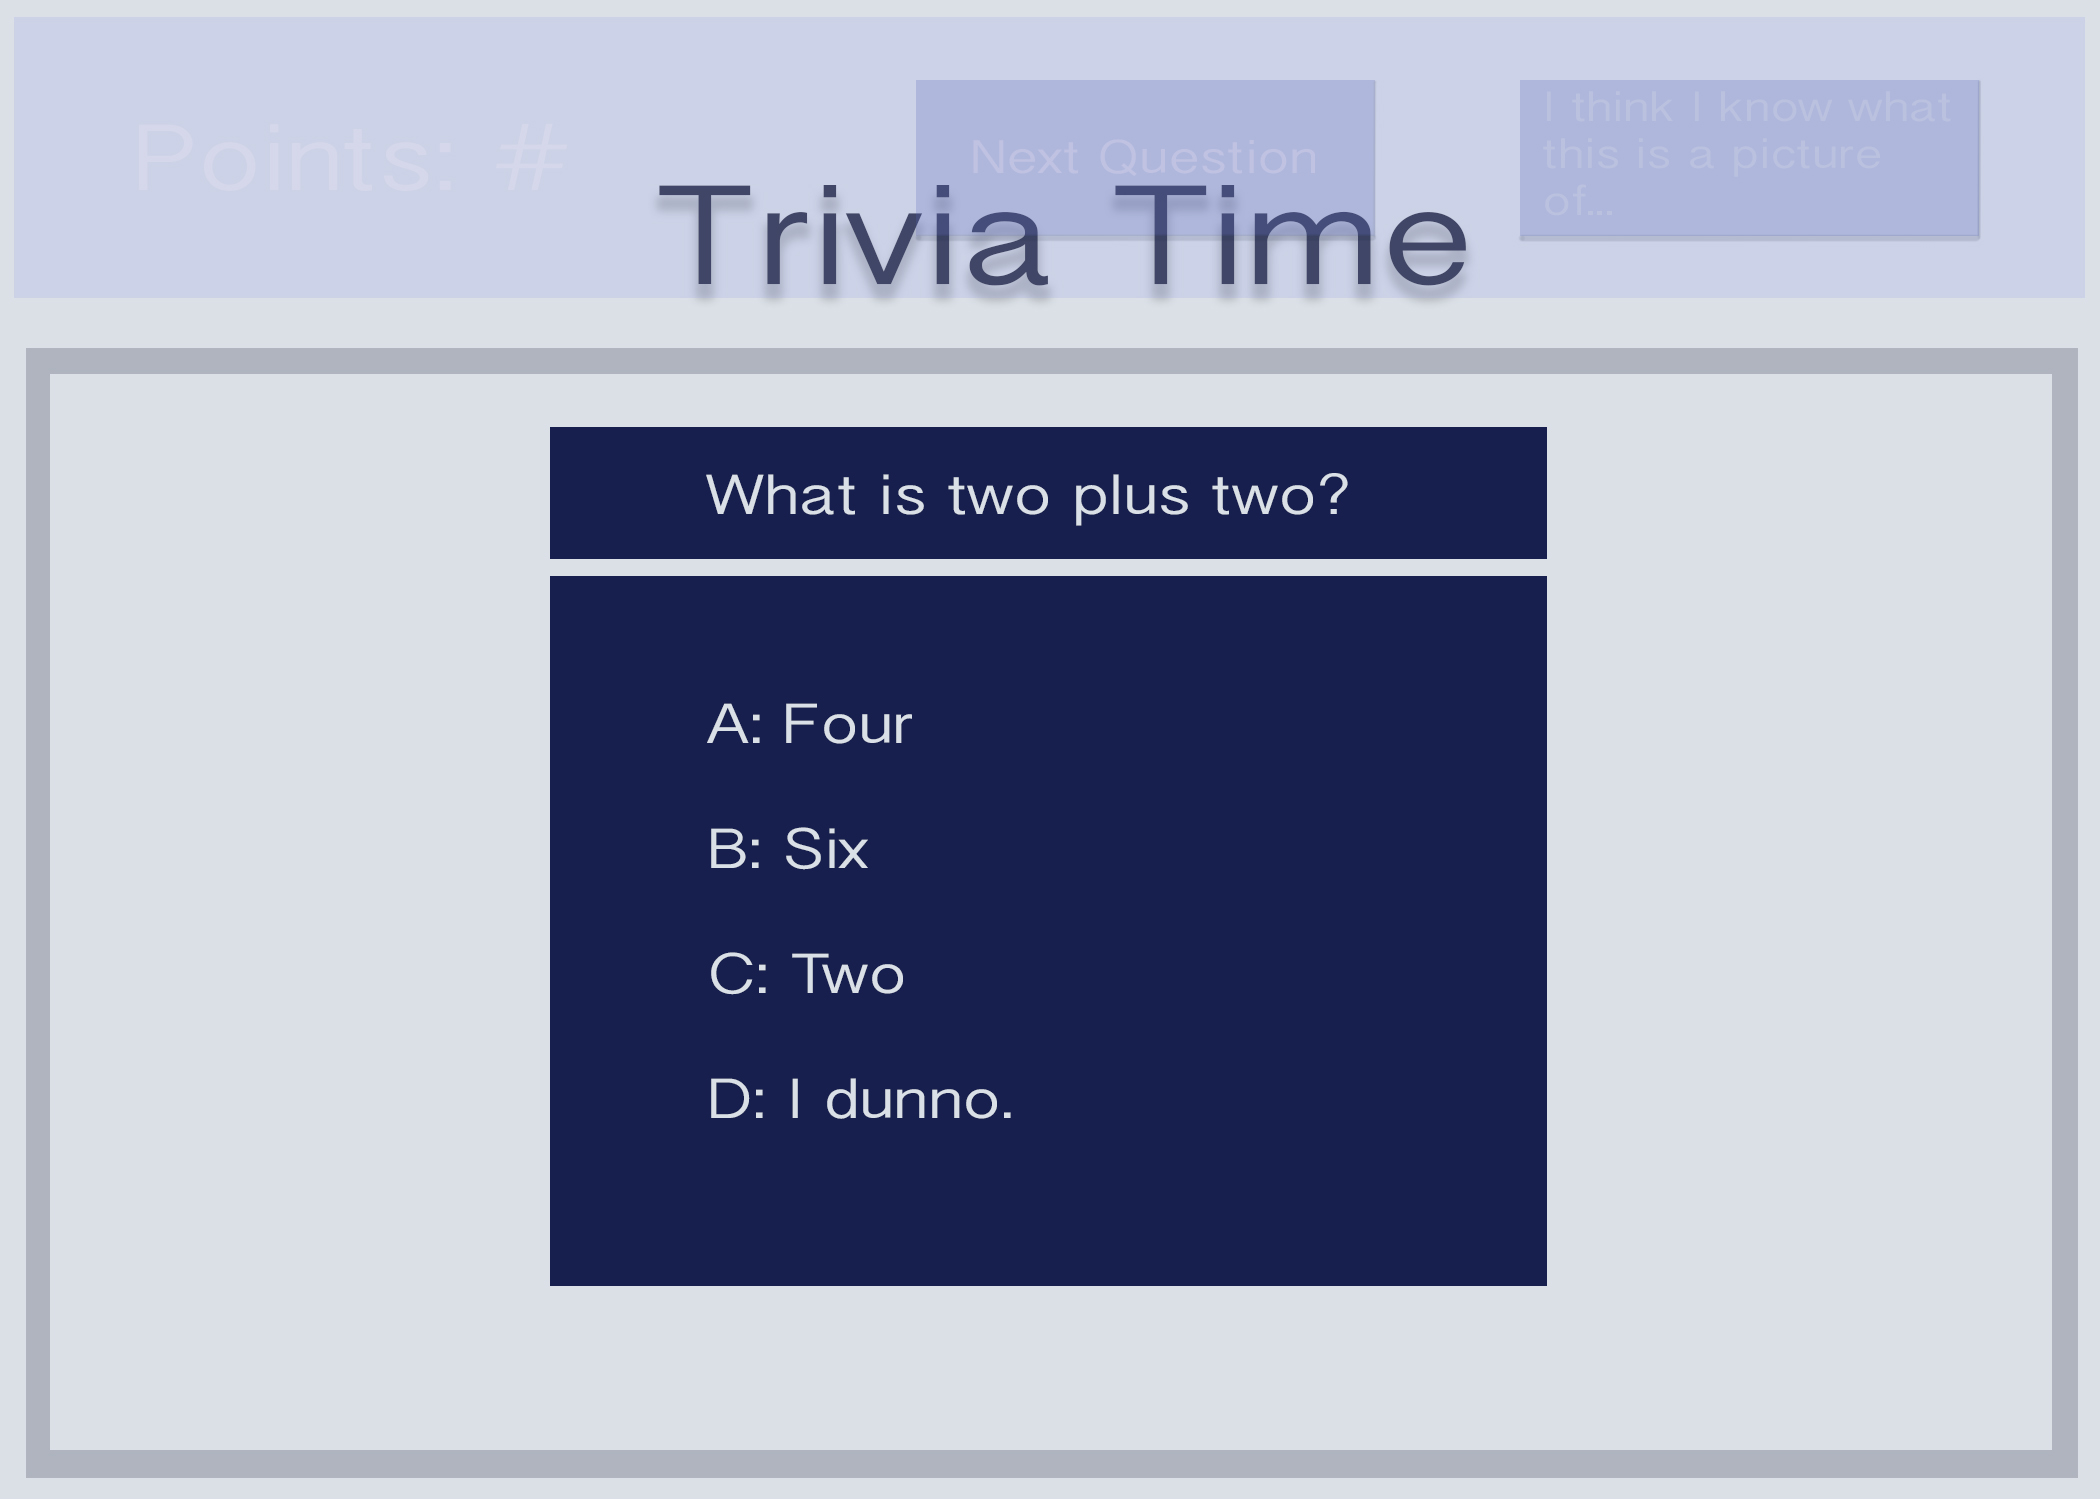 Points: #
Next Question
I think I know what
this is a picture
of...
Trivia Time
What is two plus two?
A: Four
B: Six
C: Two
D: I dunno.